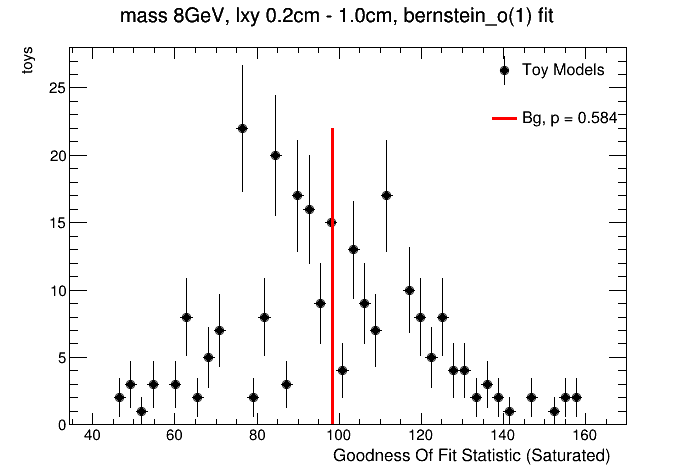 mass 8GeV, lxy 0.2cm - 1.0cm, bernstein_o(1) fit
toys
Toy Models
Bg, p = 0.584
25
20
15
10
5
0
40 60 80 100 120 140 160
Goodness Of Fit Statistic (Saturated)